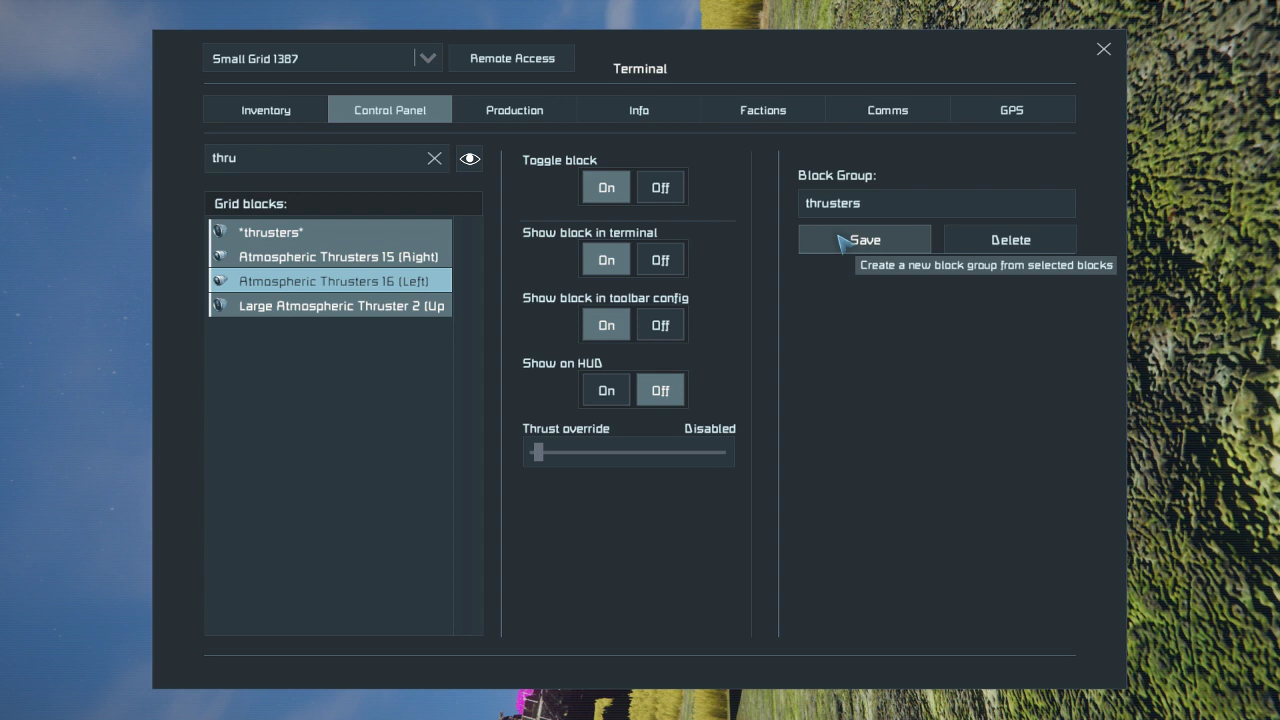 Small Grid 1387
Remote Access
Terminal
Inventory
Control Panel
Production
Info
Factions
Comms
GPS
thru
Grid blocks:
*thrusters*
Atmospheric Thrusters 15 (Right)
Atmospheric Thrusters 16 (Left)
Large Atmospheric Thruster 2 (Up
Toggle block
On Off
Show block in terminal
On Off
Show block in toolbar config
On Off
Show on HUD
On Off
Thrust override Disabled
Block Group:
thrusters
Save
Delete
Create a new block group from selected blocks